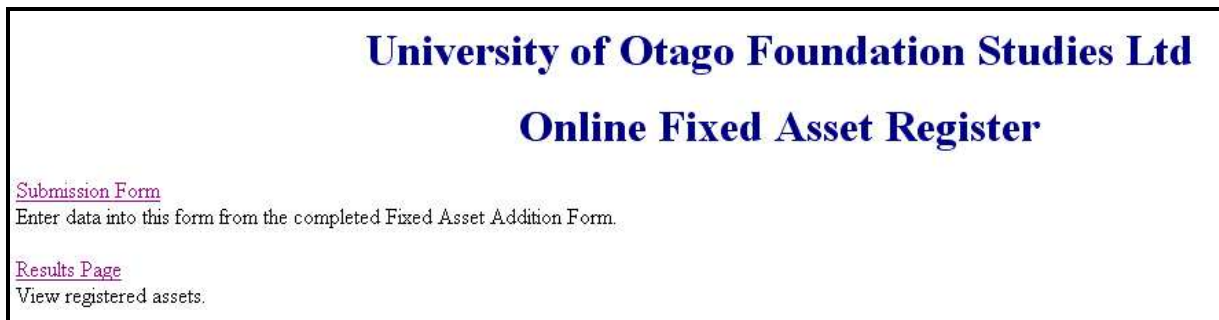 University of Otago Foundation Studies Ltd
Online Fixed Asset Register
Submission Form
Enter data into this form from the completed Fixed Asset Addition Form.
Results Page
View registered assets.